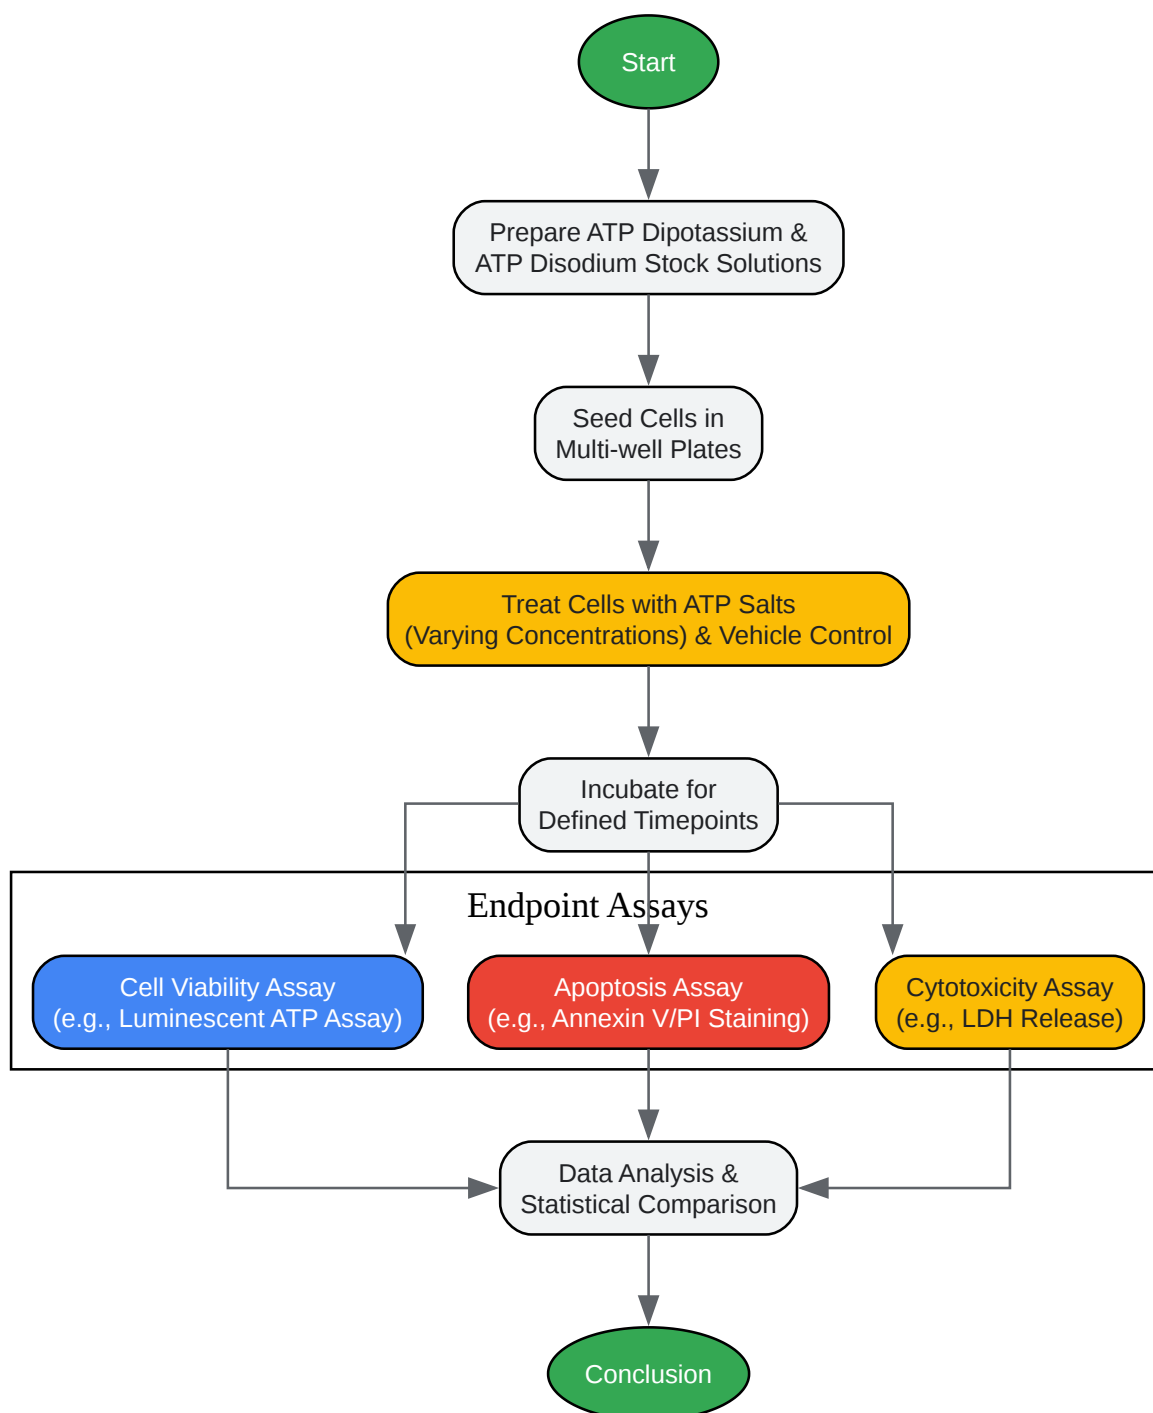 Start
Prepare ATP Dipotassium &
ATP Disodium Stock Solutions
Seed Cells in
Multi-well Plates
Treat Cells with ATP Salts
(Varying Concentrations) & Vehicle Control
Incubate for
Defined Timepoints
Endpoint Assays
Cell Viability Assay
(e.g., Luminescent ATP Assay)
Apoptosis Assay
(e.g., Annexin V/PI Staining)
Cytotoxicity Assay
(e.g., LDH Release)
Data Analysis &
Statistical Comparison
Conclusion